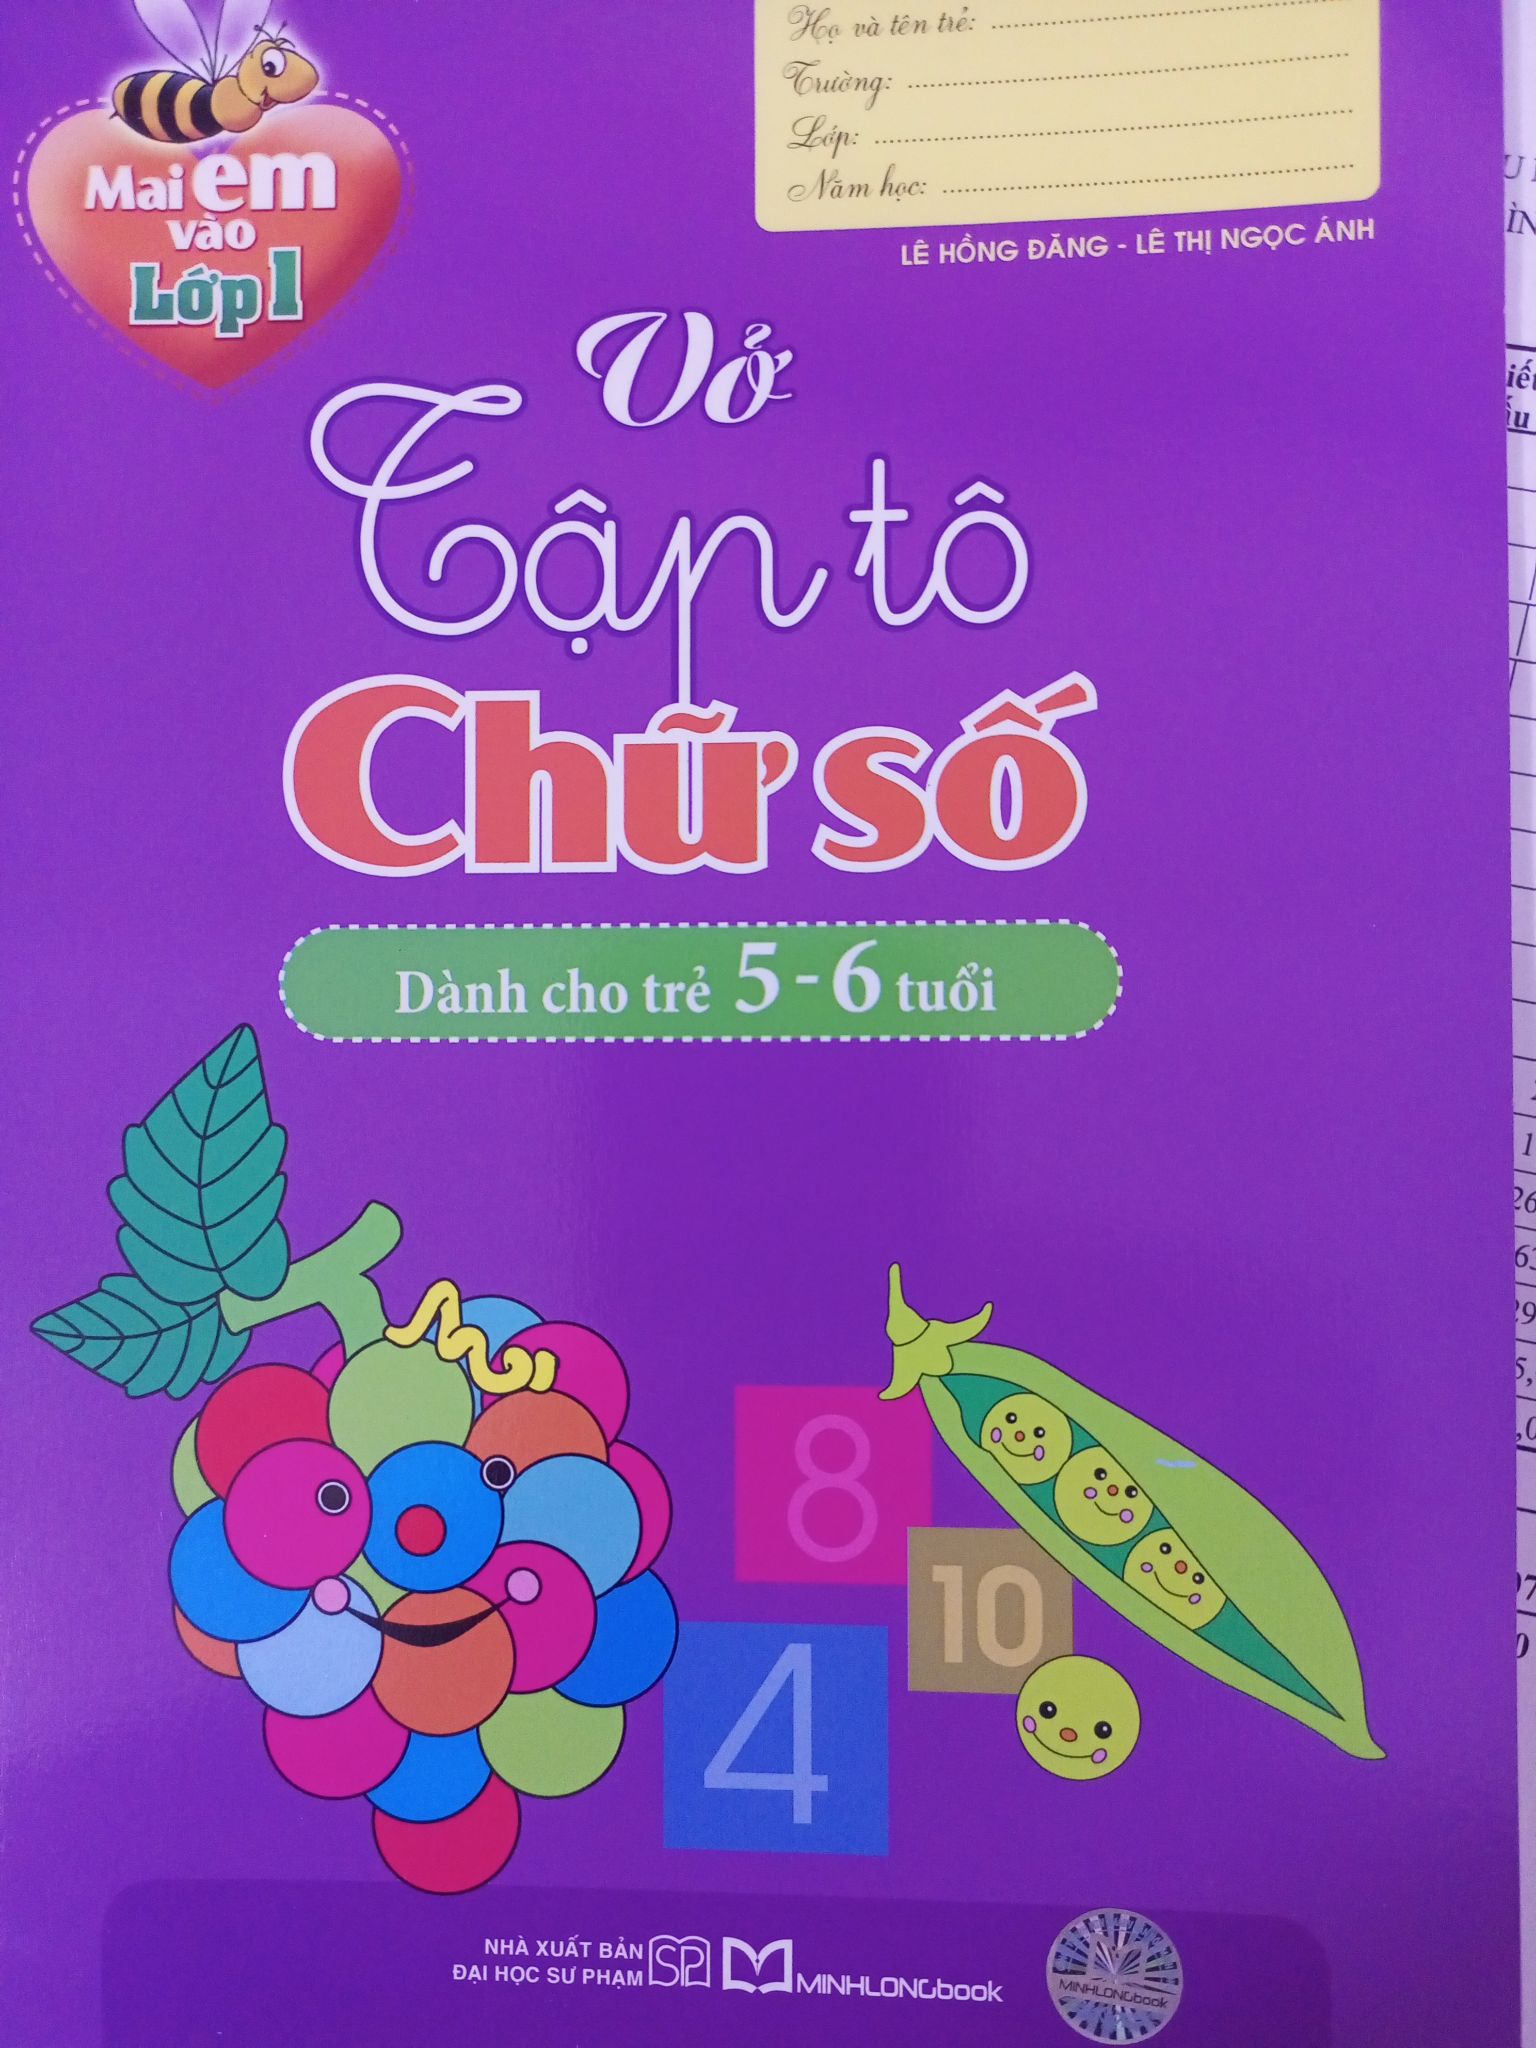 Họ và tên trẻ:
Trường:
Lớp:
Năm học:
Mai em
vào
Lớp 1
LÊ HỒNG ĐĂNG - LÊ THỊ NGỌC ÁNH
Vở
Tập tô
Chữ số
Dành cho trẻ 5 - 6 tuổi
8
10
4
NHÀ XUẤT BẢN
ĐẠI HỌC SƯ PHẠM
SP
MINHLONGbook
MINHLONGbook